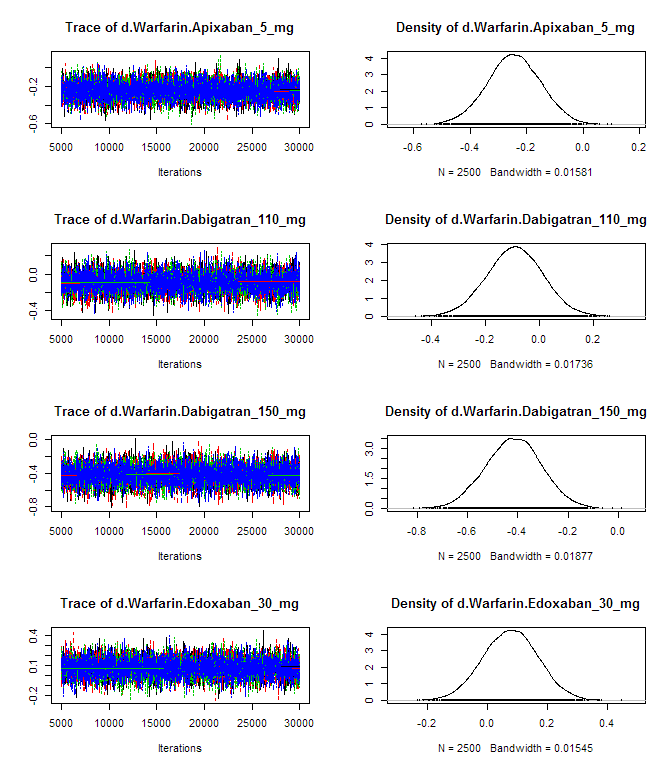 Trace of d.Warfarin.Apixaban_5_mg
Density of d.Warfarin.Apixaban_5_mg
-0.6 -0.2
5000 10000 15000 20000 25000 30000
Iterations
0 1 2 3 4
-0.6 -0.4 -0.2 0.0 0.2
N = 2500 Bandwidth = 0.01581
Trace of d.Warfarin.Dabigatran_110_mg
Density of d.Warfarin.Dabigatran_110_mg
-0.4 0.0
5000 10000 15000 20000 25000 30000
Iterations
0 1 2 3 4
-0.4 -0.2 0.0 0.2
N = 2500 Bandwidth = 0.01736
Trace of d.Warfarin.Dabigatran_150_mg
Density of d.Warfarin.Dabigatran_150_mg
-0.8 -0.4 0.0
5000 10000 15000 20000 25000 30000
Iterations
0.0 1.5 3.0
-0.8 -0.6 -0.4 -0.2 0.0
N = 2500 Bandwidth = 0.01877
Trace of d.Warfarin.Edoxaban_30_mg
Density of d.Warfarin.Edoxaban_30_mg
-0.2 0.1 0.4
5000 10000 15000 20000 25000 30000
Iterations
0 1 2 3 4
-0.2 0.0 0.2 0.4
N = 2500 Bandwidth = 0.01545